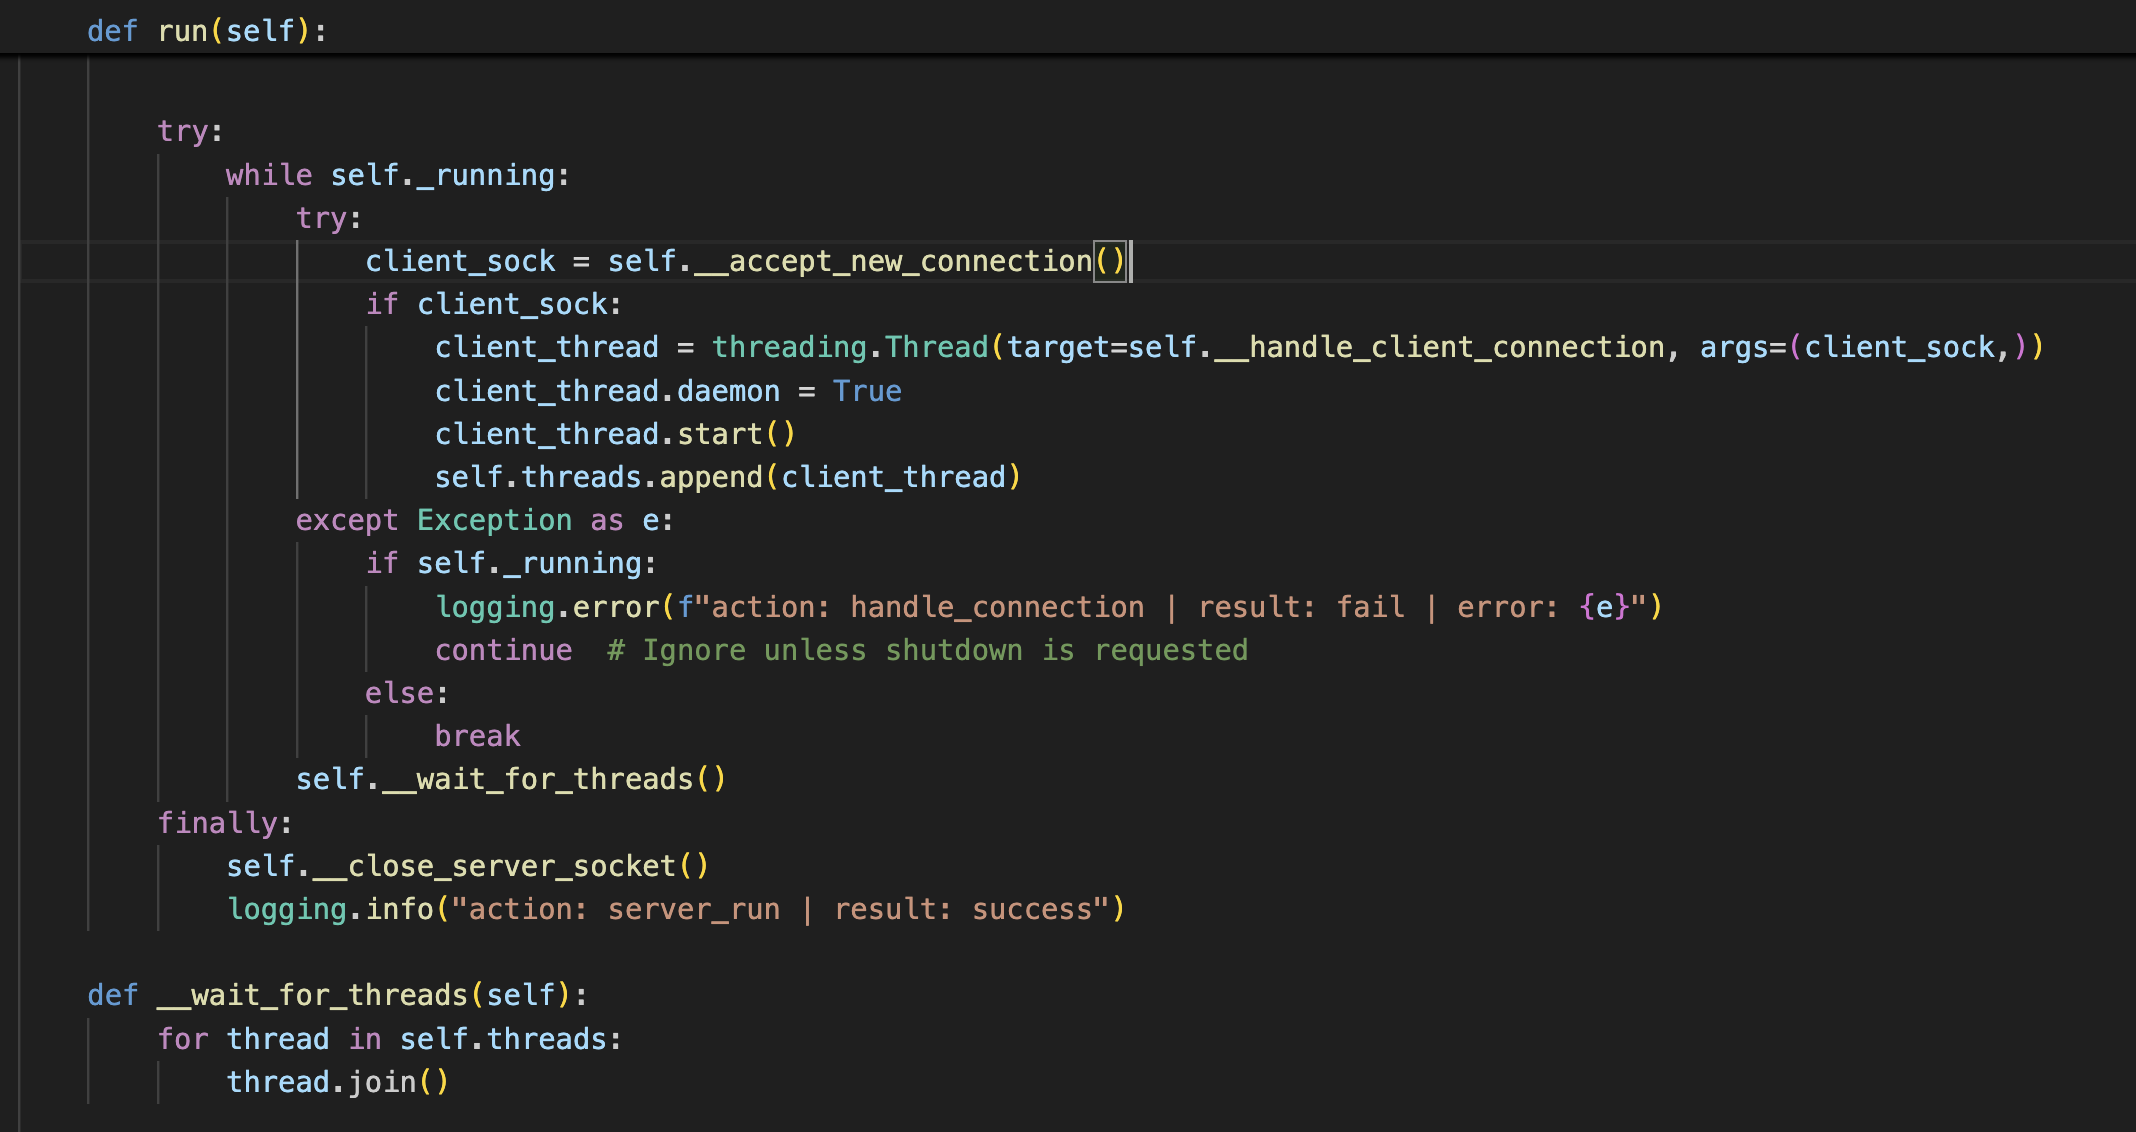 def run(self):
try:
while self._running:
try:
client_sock = self.__accept_new_connection()
if client_sock:
client_thread = threading.Thread(target=self.__handle_client_connection, args=(client_sock,))
client_thread.daemon = True
client_thread.start()
self.threads.append(client_thread)
except Exception as e:
if self._running:
logging.error(f"action: handle_connection | result: fail | error: {e}")
continue  # Ignore unless shutdown is requested
else:
break
self.__wait_for_threads()
finally:
self.__close_server_socket()
logging.info("action: server_run | result: success")
def __wait_for_threads(self):
for thread in self.threads:
thread.join()